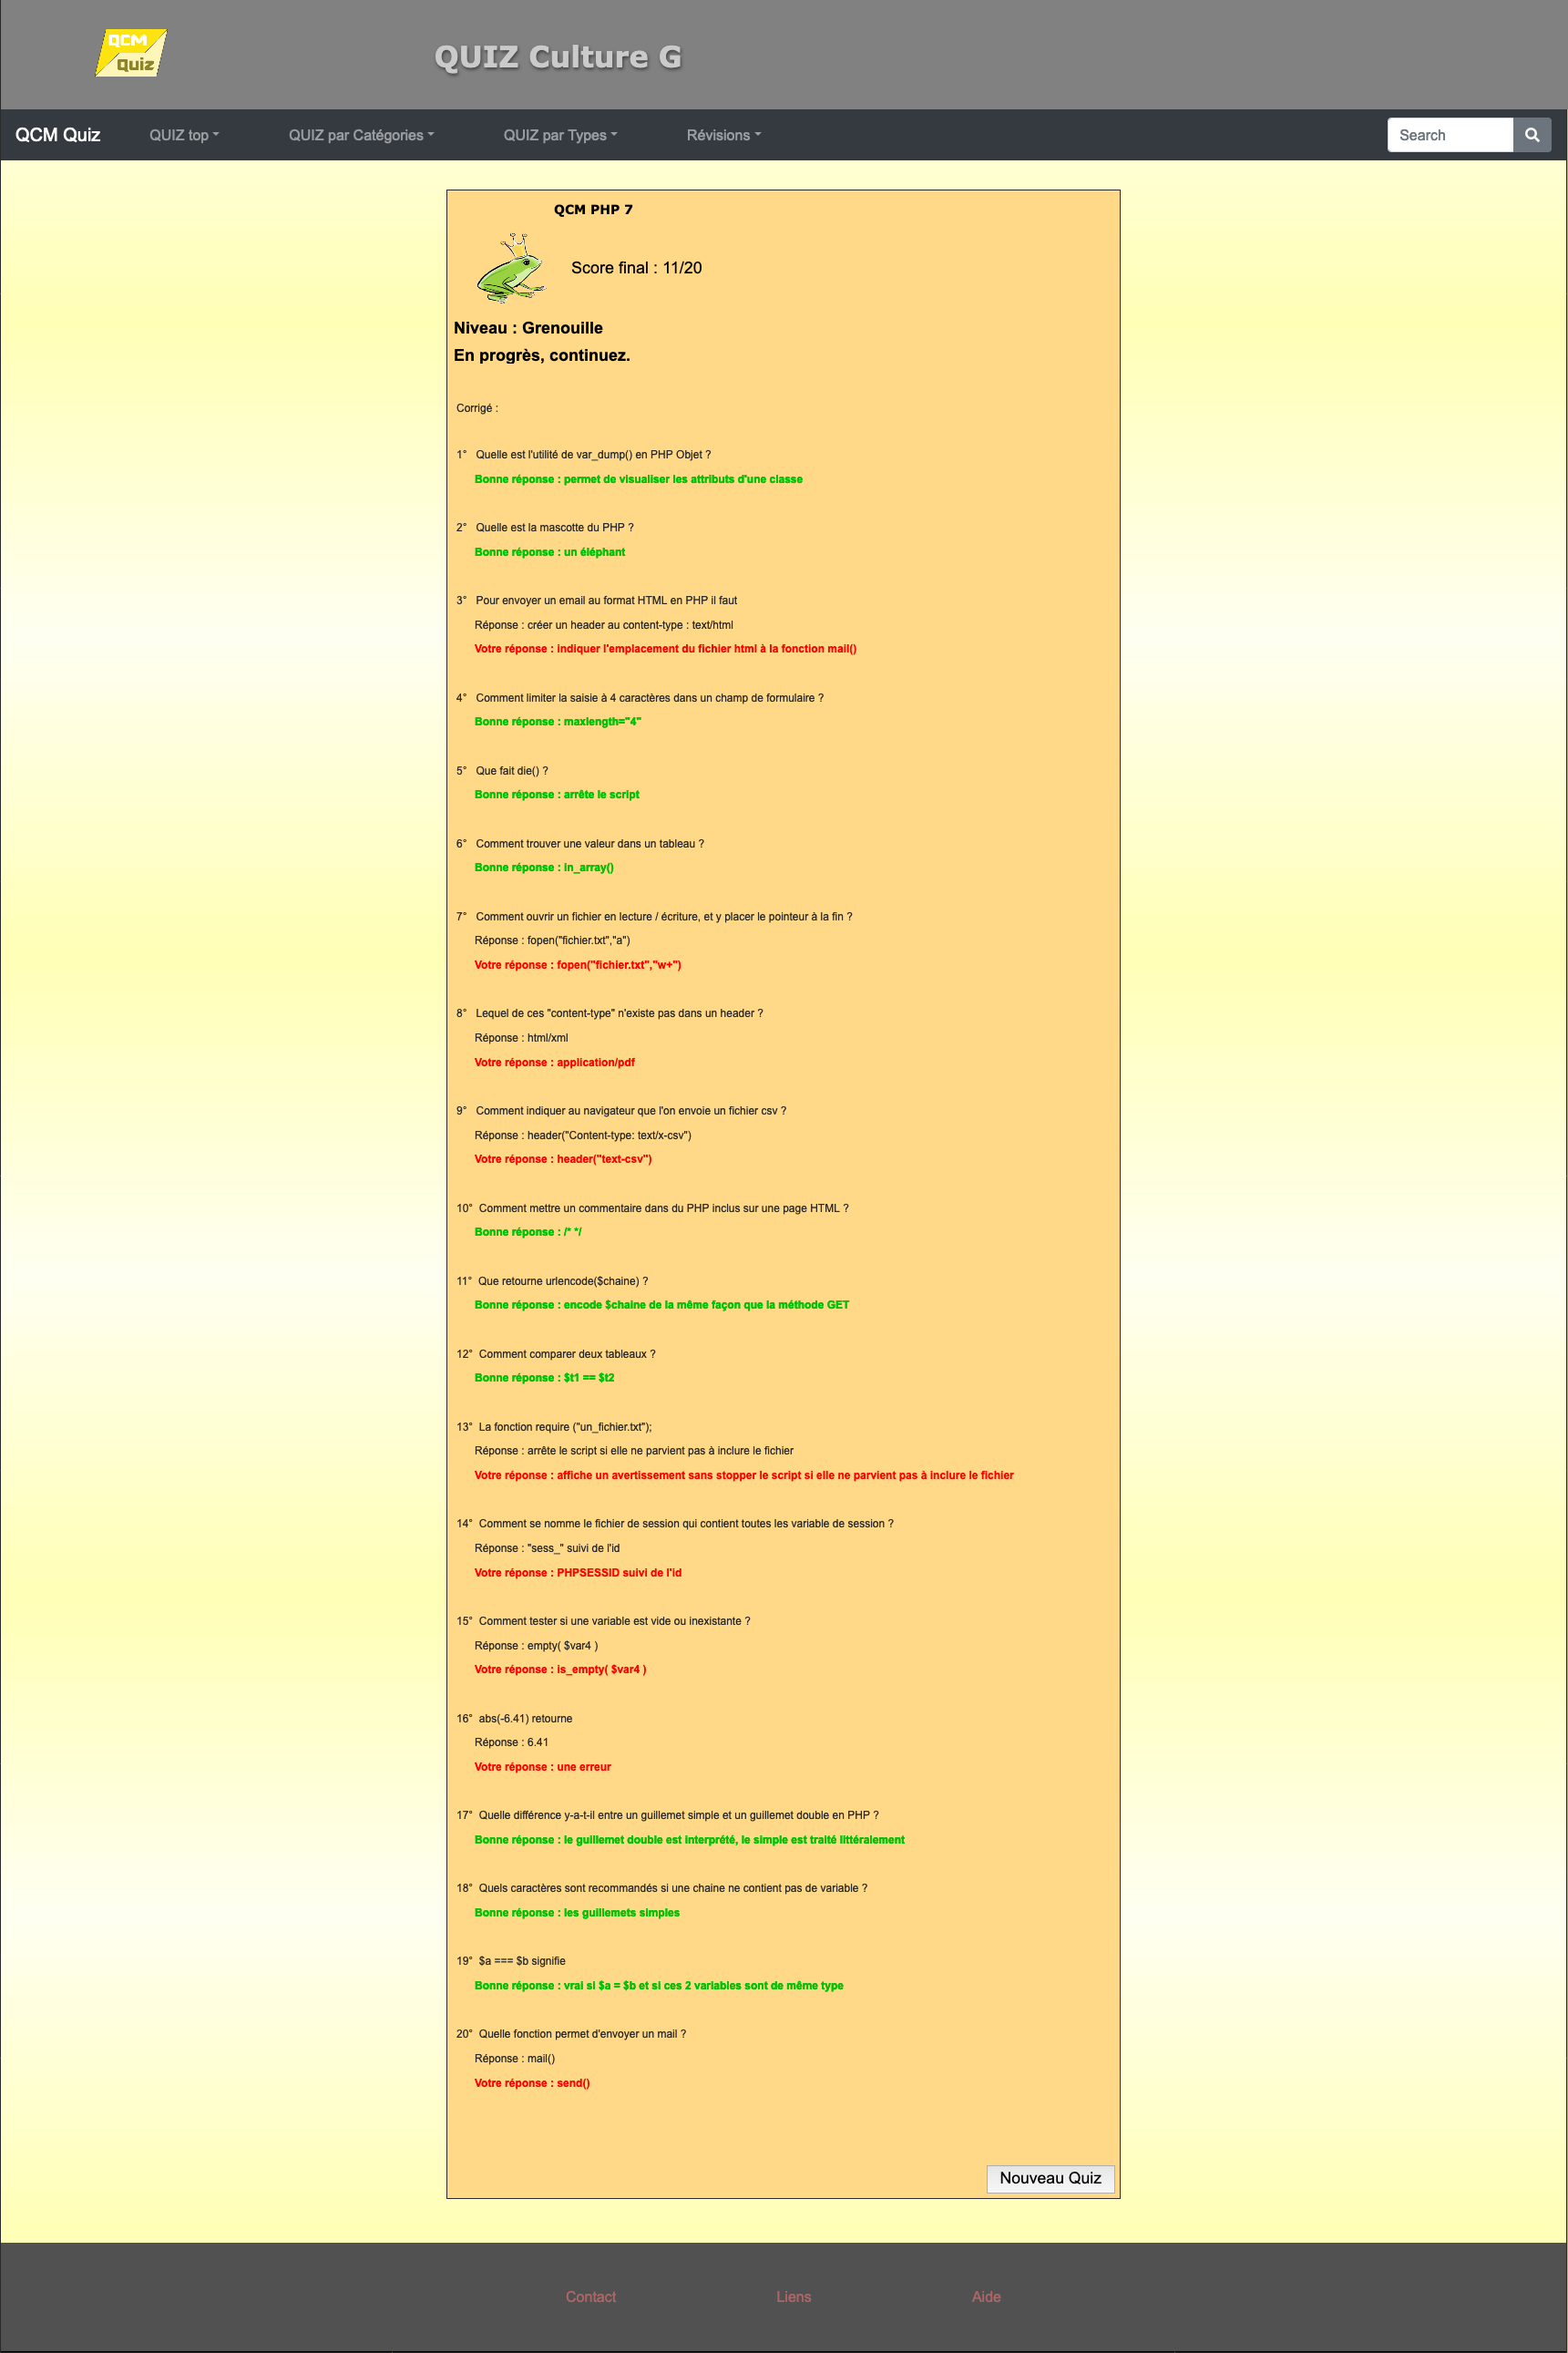 QCM
Quiz
QUIZ Culture G
QCM Quiz QUIZ top QUIZ par Catégories QUIZ par Types Révisions Search
QCM PHP 7
Score final : 11/20
Niveau : Grenouille
En progrès, continuez.
Corrigé :
1° Quelle est l'utilité de var_dump() en PHP Objet ?
Bonne réponse : permet de visualiser les attributs d'une classe
2° Quelle est la mascotte du PHP ?
Bonne réponse : un éléphant
3° Pour envoyer un email au format HTML en PHP il faut
Réponse : créer un header au content-type : text/html
Votre réponse : indiquer l'emplacement du fichier html à la fonction mail()
4° Comment limiter la saisie à 4 caractères dans un champ de formulaire ?
Bonne réponse : maxlength="4"
5° Que fait die() ?
Bonne réponse : arrête le script
6° Comment trouver une valeur dans un tableau ?
Bonne réponse : in_array()
7° Comment ouvrir un fichier en lecture / écriture, et y placer le pointeur à la fin ?
Réponse : fopen("fichier.txt","a")
Votre réponse : fopen("fichier.txt","w+")
8° Lequel de ces "content-type" n'existe pas dans un header ?
Réponse : html/xml
Votre réponse : application/pdf
9° Comment indiquer au navigateur que l'on envoie un fichier csv ?
Réponse : header("Content-type: text/x-csv")
Votre réponse : header("text-csv")
10° Comment mettre un commentaire dans du PHP inclus sur une page HTML ?
Bonne réponse : /* */
11° Que retourne urlencode($chaine) ?
Bonne réponse : encode $chaine de la même façon que la méthode GET
12° Comment comparer deux tableaux ?
Bonne réponse : $t1 == $t2
13° La fonction require ("un_fichier.txt");
Réponse : arrête le script si elle ne parvient pas à inclure le fichier
Votre réponse : affiche un avertissement sans stopper le script si elle ne parvient pas à inclure le fichier
14° Comment se nomme le fichier de session qui contient toutes les variable de session ?
Réponse : "sess_" suivi de l'id
Votre réponse : PHPSESSID suivi de l'id
15° Comment tester si une variable est vide ou inexistante ?
Réponse : empty( $var4 )
Votre réponse : is_empty( $var4 )
16° abs(-6.41) retourne
Réponse : 6.41
Votre réponse : une erreur
17° Quelle différence y-a-t-il entre un guillemet simple et un guillemet double en PHP ?
Bonne réponse : le guillemet double est interprété, le simple est traité littéralement
18° Quels caractères sont recommandés si une chaine ne contient pas de variable ?
Bonne réponse : les guillemets simples
19° $a === $b signifie
Bonne réponse : vrai si $a = $b et si ces 2 variables sont de même type
20° Quelle fonction permet d'envoyer un mail ?
Réponse : mail()
Votre réponse : send()
Nouveau Quiz
Contact Liens Aide